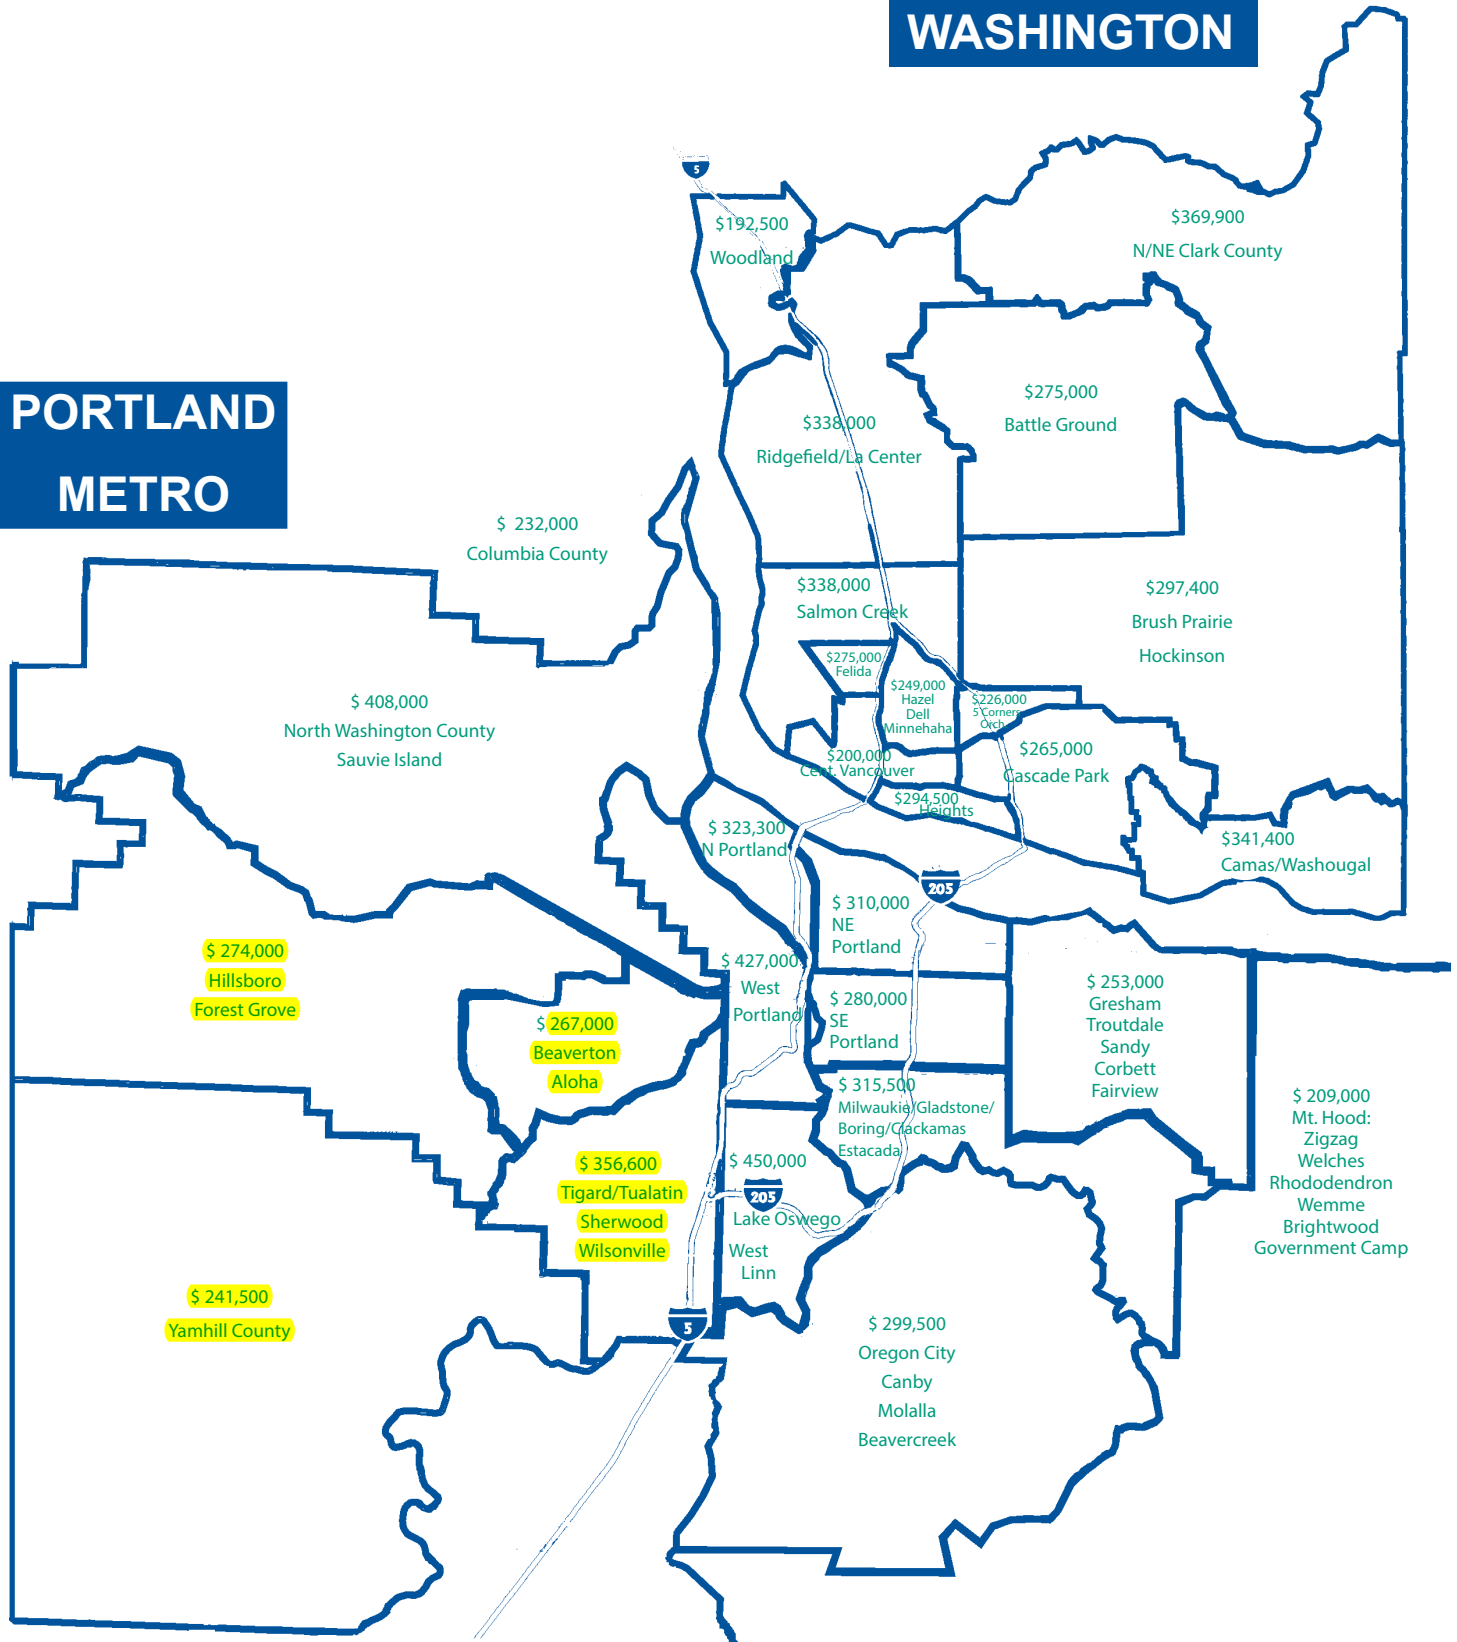 WASHINGTON
5
$192,500
Woodland
$369,900
N/NE Clark County
PORTLAND
METRO
$275,000
Battle Ground
$338,000
Ridgefield/La Center
$ 232,000
Columbia County
$338,000
Salmon Creek
$297,400
Brush Prairie
Hockinson
$275,000
Felida
$249,000
Hazel
Dell
Minnehaha
$226,000
5 Corners
Orch
$ 408,000
North Washington County
Sauvie Island
$200,000
Cent. Vancouver
$265,000
Cascade Park
$294,500
Heights
$ 323,300
N Portland
$341,400
Camas/Washougal
205
$ 310,000
NE
Portland
$ 274,000
Hillsboro
Forest Grove
$ 427,000
West
Portland
$ 280,000
SE
Portland
$ 253,000
Gresham
Troutdale
Sandy
Corbett
Fairview
$ 267,000
Beaverton
Aloha
$ 315,500
Milwaukie/Gladstone/
Boring/Clackamas
Estacada
$ 209,000
Mt. Hood:
Zigzag
Welches
Rhododendron
Wemme
Brightwood
Government Camp
$ 356,600
Tigard/Tualatin
Sherwood
Wilsonville
$ 450,000
205
Lake Oswego
West
Linn
$ 241,500
Yamhill County
5
$ 299,500
Oregon City
Canby
Molalla
Beavercreek